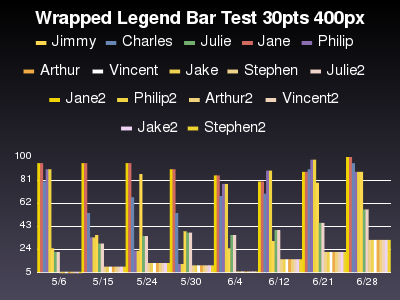 Wrapped Legend Bar Test 30pts 400px
Jimmy Charles Julie Jane Philip
Arthur Vincent Jake Stephen Julie2
Jane2 Philip2 Arthur2 Vincent2
Jake2 Stephen2
100
81
62
43
24
5
5/6 5/15 5/24 5/30 6/4 6/12 6/21 6/28